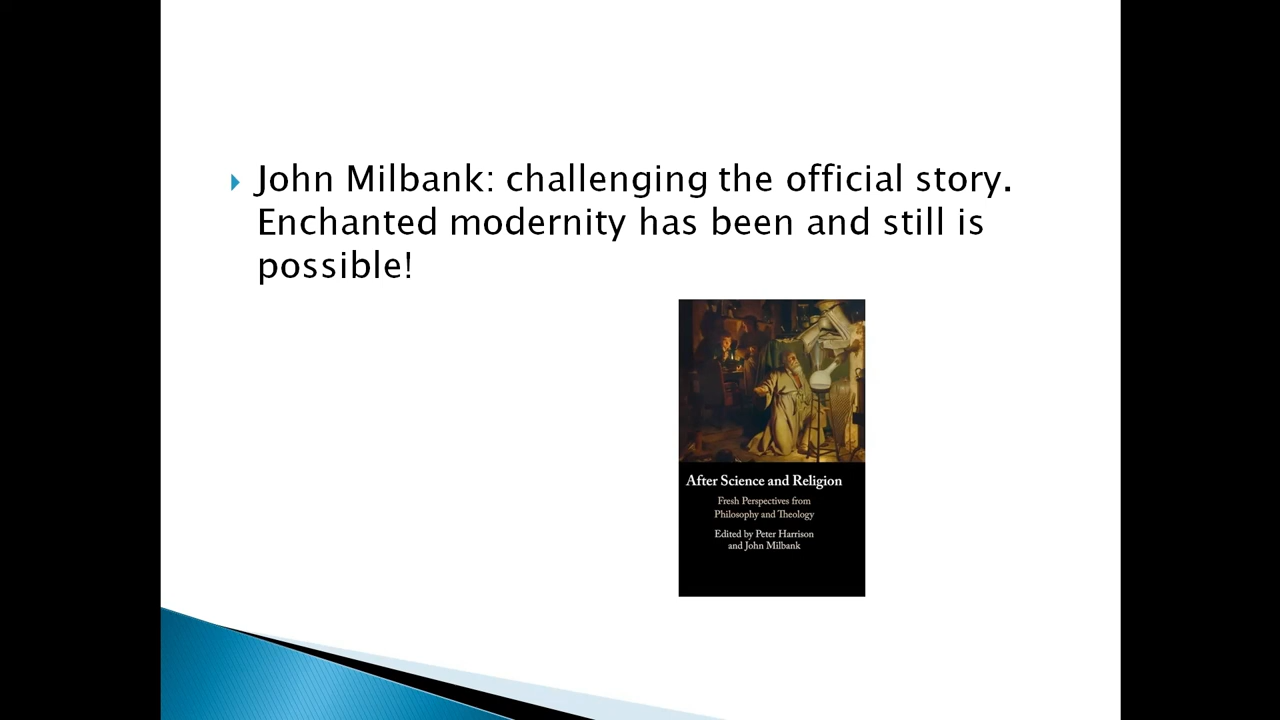 John Milbank: challenging the official story.
Enchanted modernity has been and still is
possible!
After Science and Religion
Fresh Perspectives from
Philosophy and Theology
Edited by Peter Harrison
and John Milbank